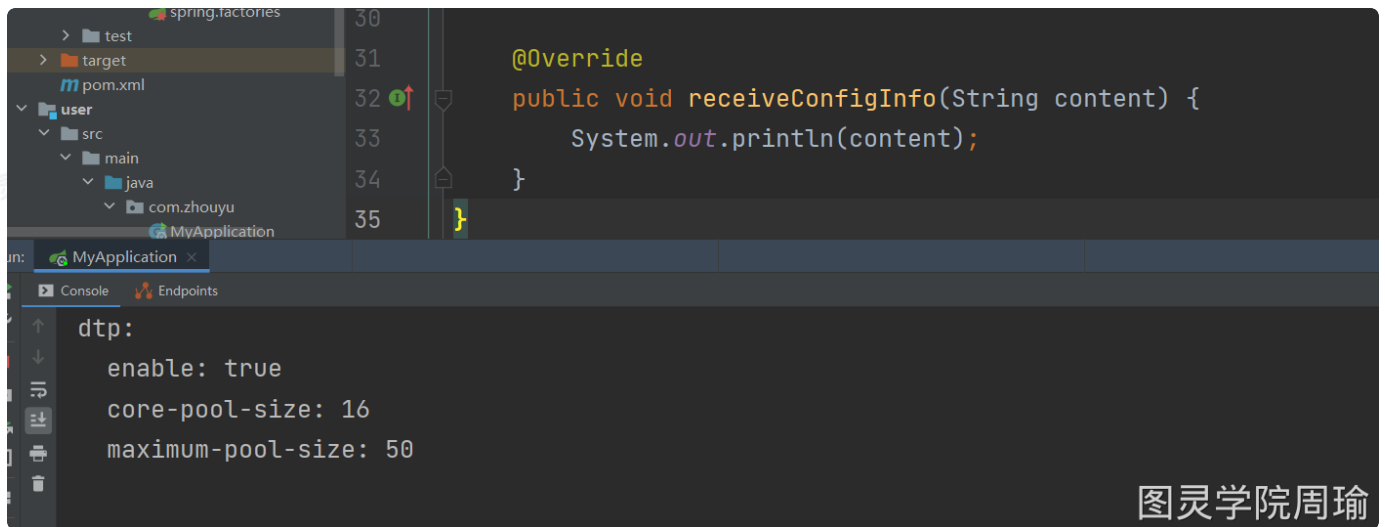 spring.factories
test
target
pom.xml
user
src
main
java
com.zhouyu
MyApplication
30
31 @Override
32 public void receiveConfigInfo(String content) {
33 System.out.println(content);
34 }
35 }
un: MyApplication
Console Endpoints
dtp:
enable: true
core-pool-size: 16
maximum-pool-size: 50
图灵学院周瑜